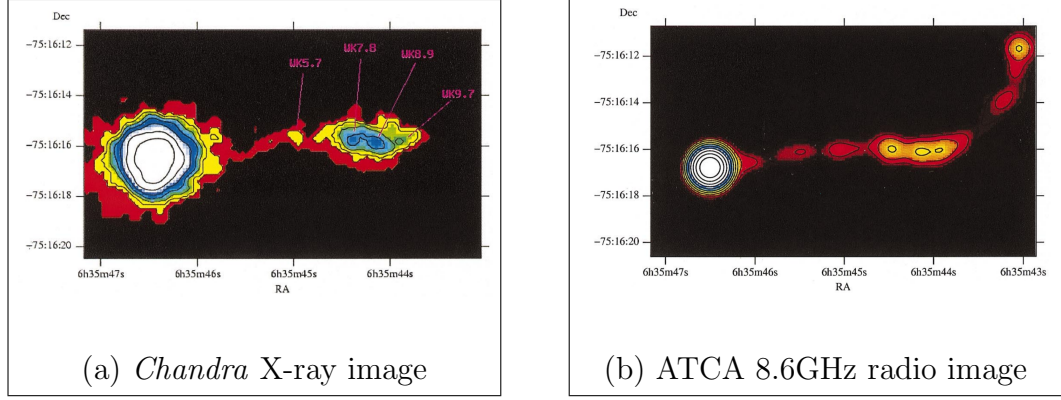 Dec
−75:16:12
−75:16:14
−75:16:16
−75:16:18
−75:16:20
WK5.7
WK7.8
WK8.9
WK9.7
6h35m47s
6h35m46s
6h35m45s
6h35m44s
RA
(a) Chandra X-ray image
Dec
−75:16:12
−75:16:14
−75:16:16
−75:16:18
−75:16:20
6h35m47s
6h35m46s
6h35m45s
6h35m44s
6h35m43s
RA
(b) ATCA 8.6GHz radio image